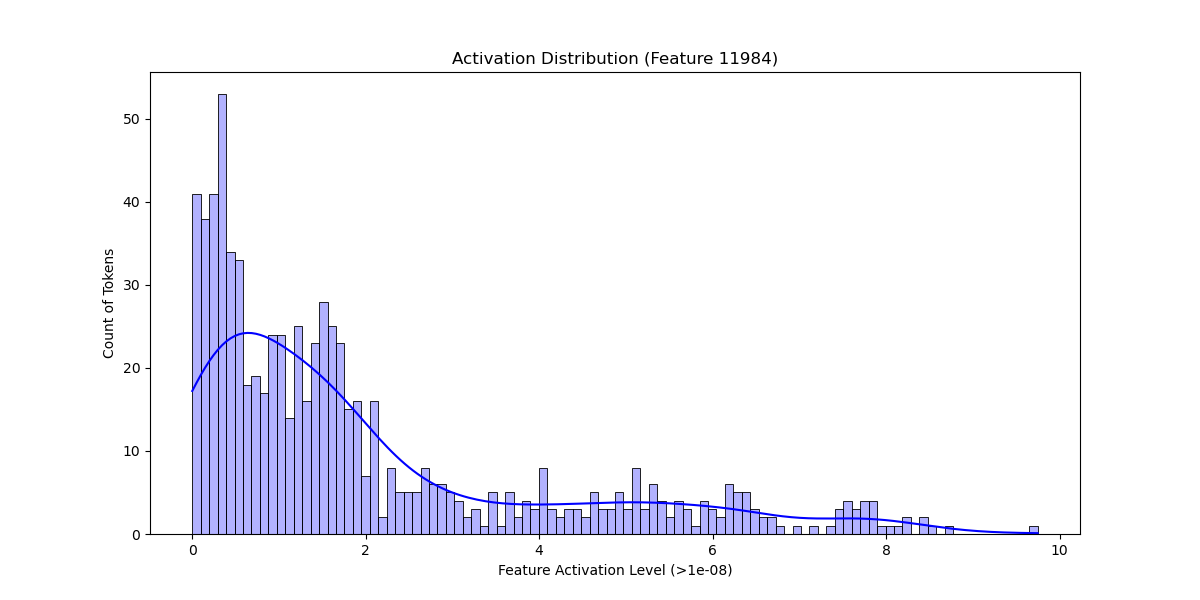 Activation Distribution (Feature 11984)
50
40
30
20
10
0
Count of Tokens
0 2 4 6 8 10
Feature Activation Level (>1e-08)